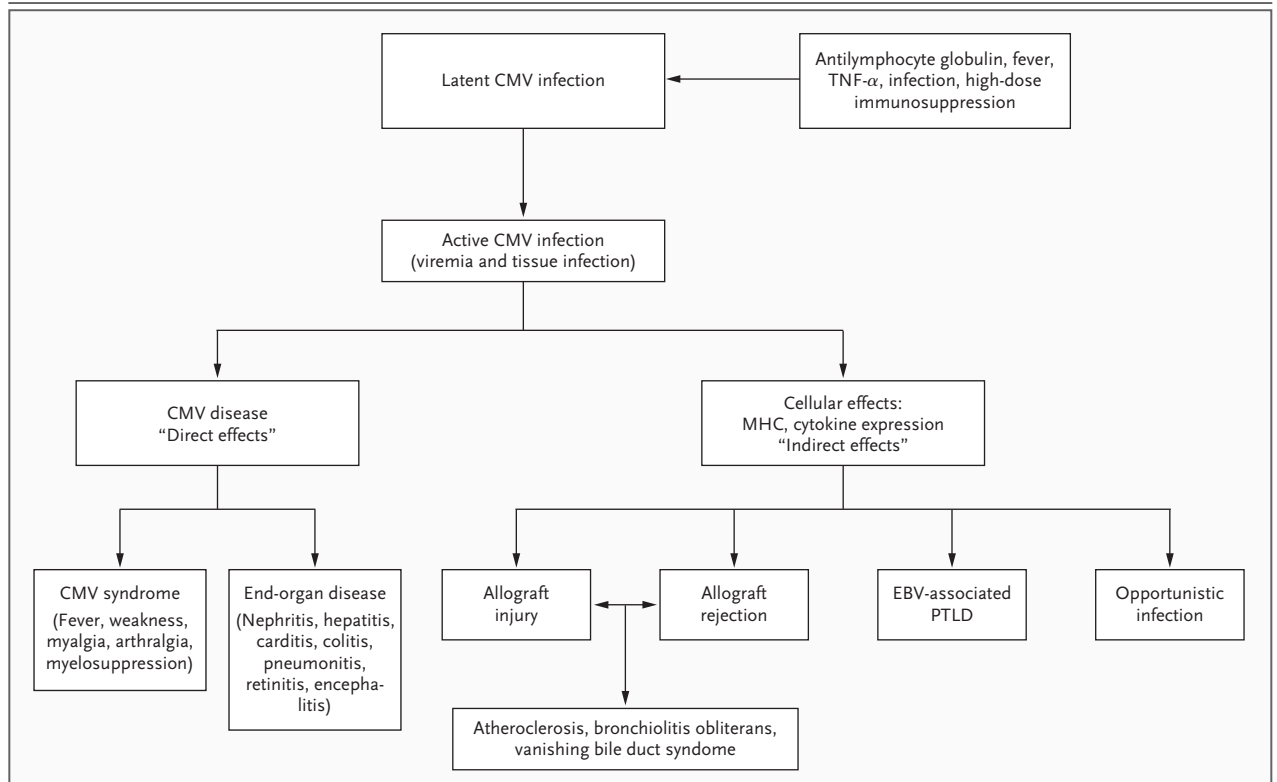 Latent CMV infection
Antilymphocyte globulin, fever,
TNF-α, infection, high-dose
immunosuppression
Active CMV infection
(viremia and tissue infection)
CMV disease
“Direct effects”
Cellular effects:
MHC, cytokine expression
“Indirect effects”
CMV syndrome
(Fever, weakness,
myalgia, arthralgia,
myelosuppression)
End-organ disease
(Nephritis, hepatitis,
carditis, colitis,
pneumonitis,
retinitis, encepha-
litis)
Allograft
injury
Allograft
rejection
EBV-associated
PTLD
Opportunistic
infection
Atheroclerosis, bronchiolitis obliterans,
vanishing bile duct syndome